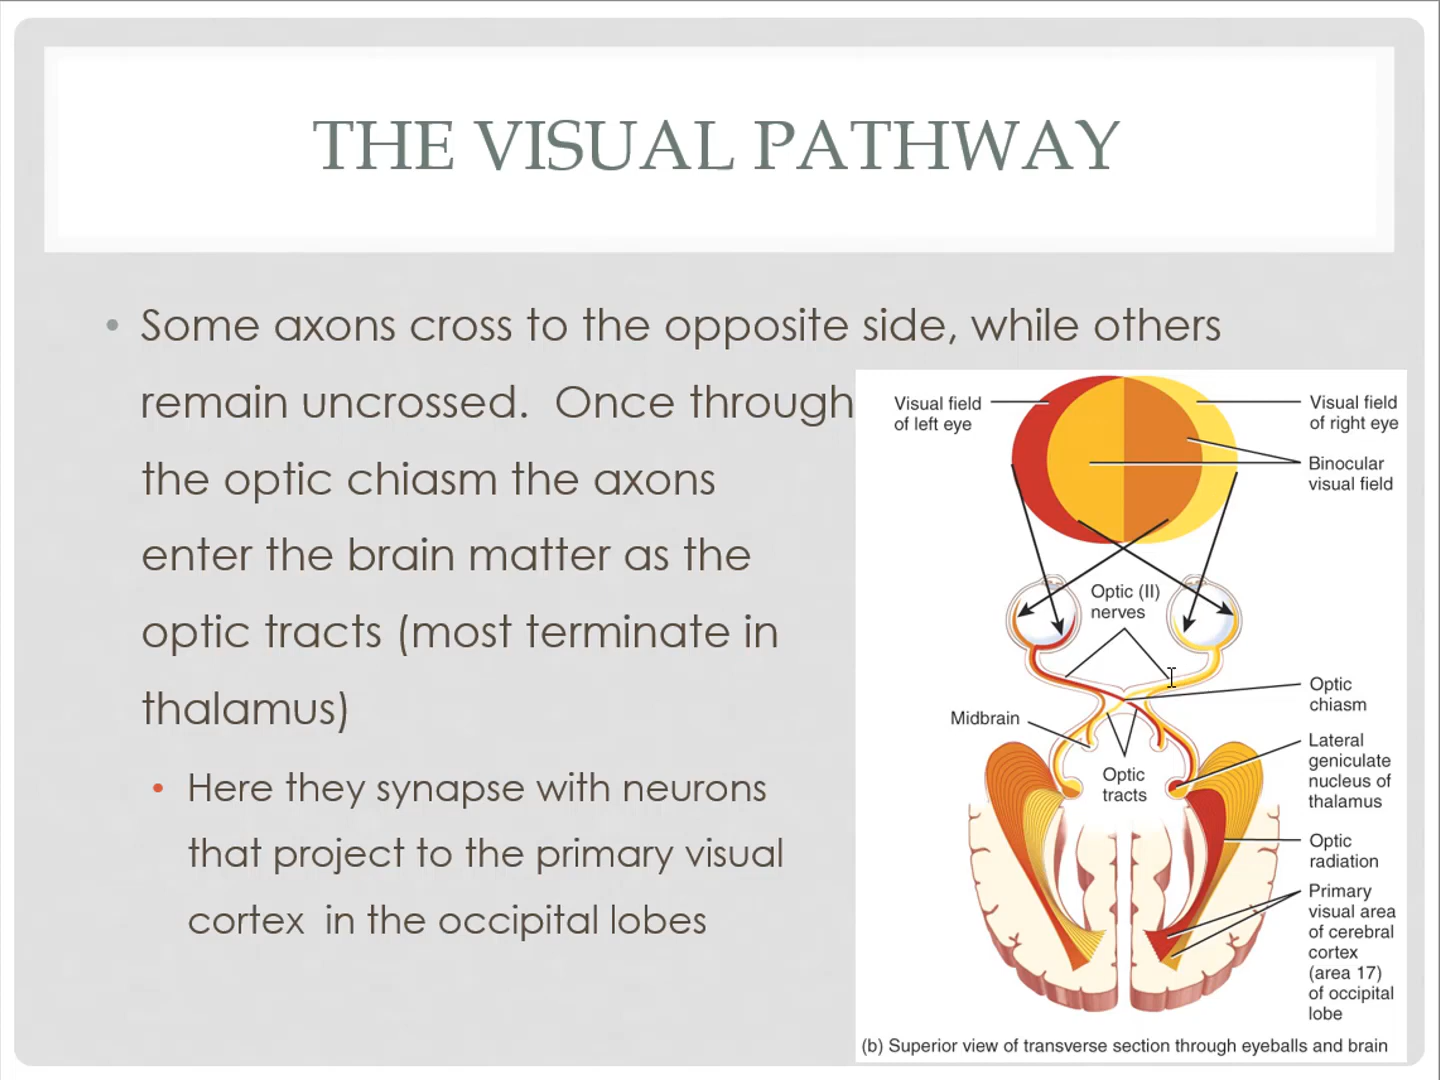 THE VISUAL PATHWAY
• Some axons cross to the opposite side, while others
remain uncrossed.  Once through
the optic chiasm the axons
enter the brain matter as the
optic tracts (most terminate in
thalamus)
• Here they synapse with neurons
that project to the primary visual
cortex  in the occipital lobes
Visual field
of left eye
Visual field
of right eye
Binocular
visual field
Optic (II)
nerves
Optic
chiasm
Midbrain
Lateral
geniculate
nucleus of
thalamus
Optic
tracts
Optic
radiation
Primary
visual area
of cerebral
cortex
(area 17)
of occipital
lobe
(b) Superior view of transverse section through eyeballs and brain